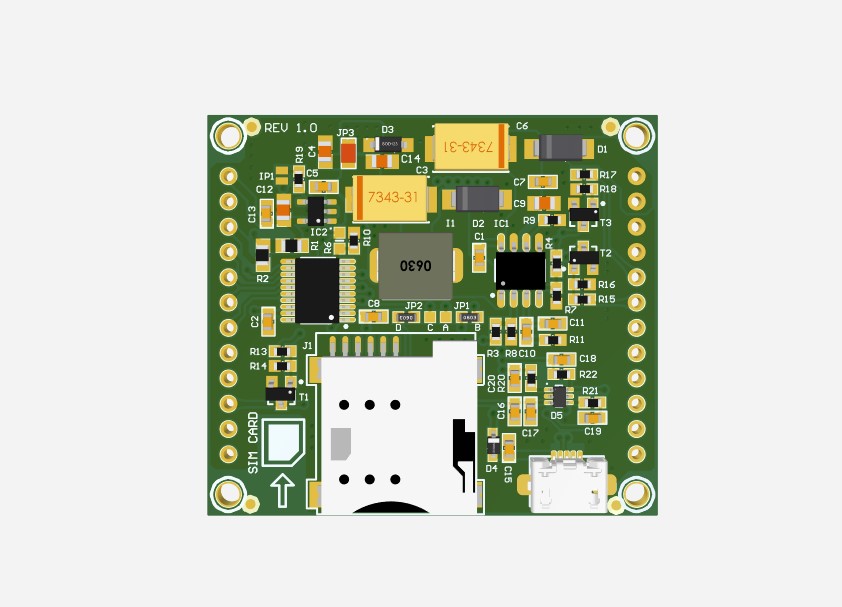 REV 1.0
JP3
D3
C6
C4
R19
C14
7343-31
D1
IP1
C5
C3
C7
R17
C12
R18
C13
7343-31
C9
R9
T3
IC2
I1
D2
IC1
R1
R6
R10
C1
R4
T2
R2
0630
R16
R15
C8
JP2
JP1
R7
C2
D
C
A
B
C11
J1
R3
R8
C10
R11
R13
R14
C18
R22
C20
R20
T1
R21
C16
D5
C17
C19
SIM CARD
D4
C15